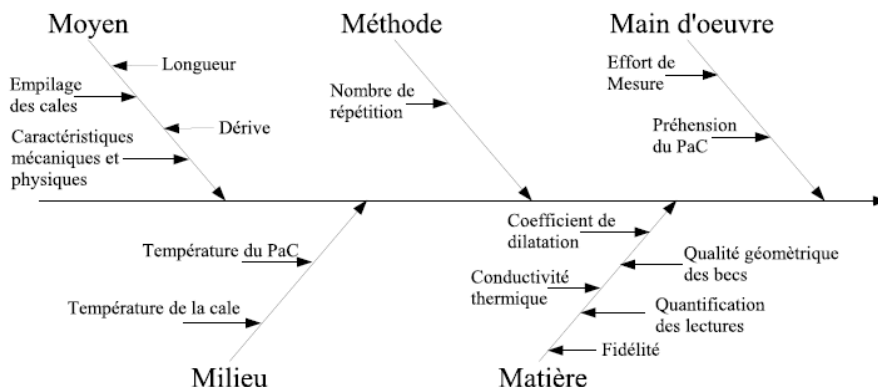 Moyen
Longueur
Empilage
des cales
Dérive
Caractéristiques
mécaniques et
physiques
Méthode
Nombre de
répétition
Main d'oeuvre
Effort de
Mesure
Préhension
du PaC
Température du PaC
Température de la cale
Milieu
Coefficient de
dilatation
Qualité géomètrique
des becs
Conductivité
thermique
Quantification
des lectures
Fidélité
Matière